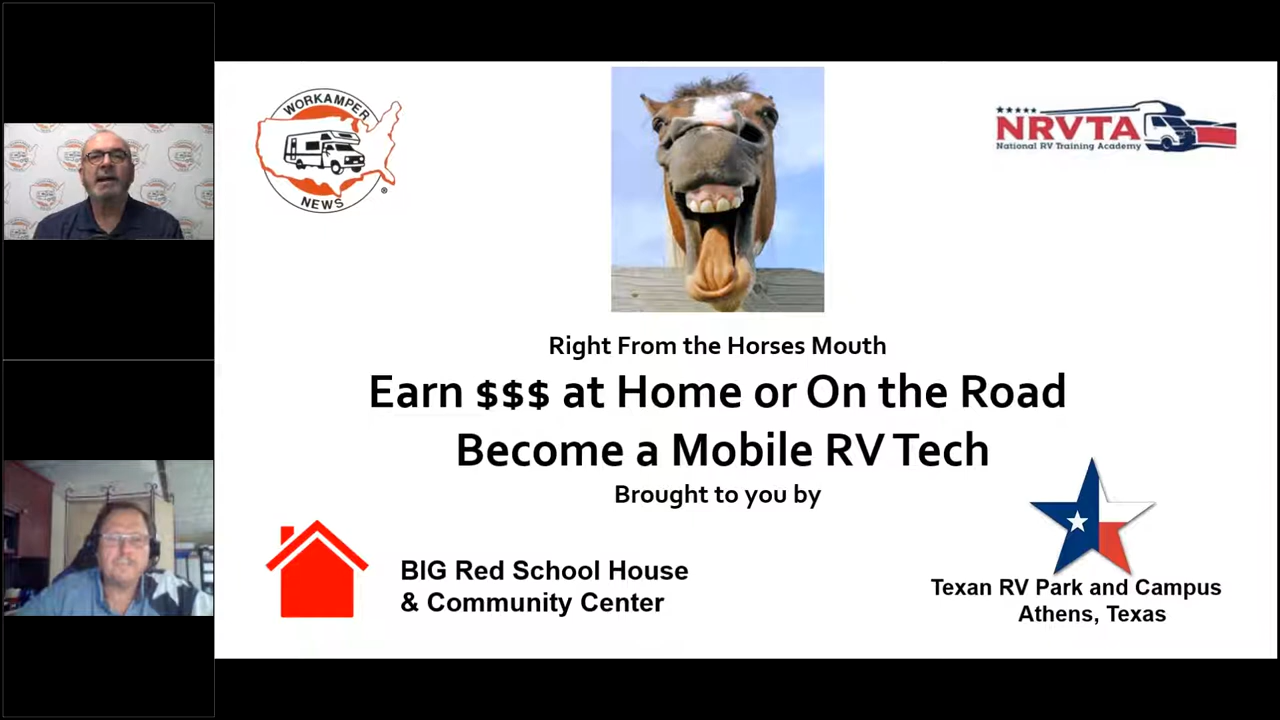 WORKAMPER
NEWS
®
NRVTA
National RV Training Academy
Right From the Horses Mouth
Earn $$$ at Home or On the Road
Become a Mobile RV Tech
Brought to you by
BIG Red School House
& Community Center
Texan RV Park and Campus
Athens, Texas